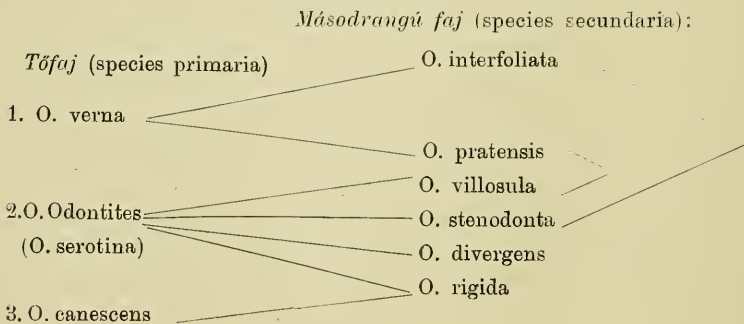 Másodrangú faj (species secundaria):
Tőfaj (species primaria)
O. interfoliata
1. O. verna
O. pratensis
O. villosula
2. O. Odontites
O. stenodonta
(O. serotina)
O. divergens
O. rigida
3. O. canescens